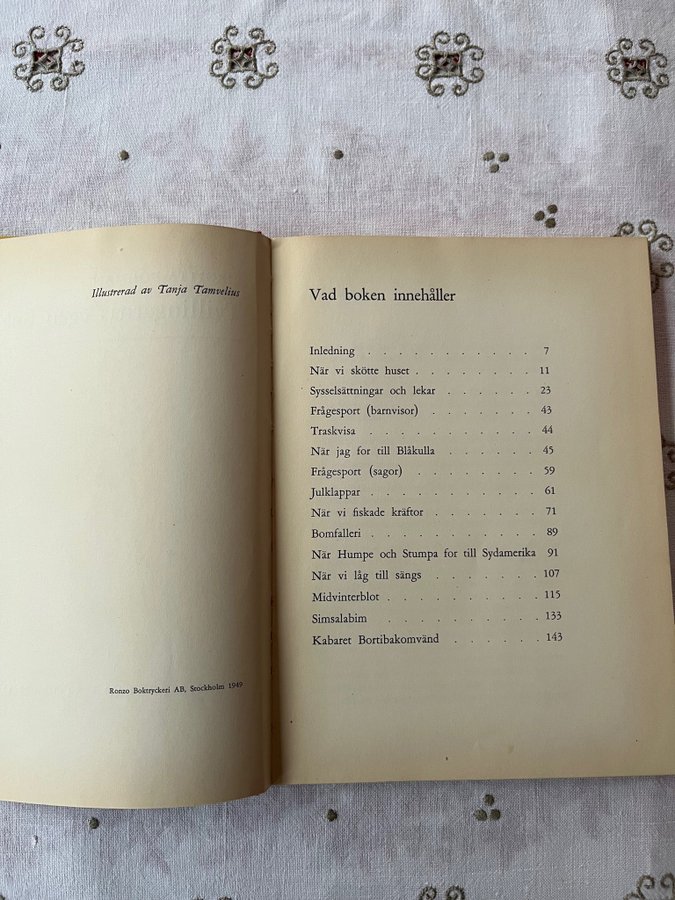 Illustrerad av Tanja Tamvelius
Ronzo Boktryckeri AB, Stockholm 1949
Vad boken innehåller
Inledning . . . . . . . . . . . 7
När vi skötte huset . . . . . . . . 11
Sysselsättningar och lekar . . . . . . 23
Frågesport (barnvisor) . . . . . . 43
Traskvisa . . . . . . . . . . . 44
När jag for till Blåkulla . . . . . . 45
Frågesport (sagor) . . . . . . . 59
Julklappar . . . . . . . . . . 61
När vi fiskade kräftor . . . . . . 71
Bomfalleri . . . . . . . . . . 89
När Humpe och Stumpa for till Sydamerika 91
När vi låg till sängs . . . . . . . 107
Midvinterblot . . . . . . . . . 115
Simsalabim . . . . . . . . . 133
Kabaret Bortibakomvänd . . . . . 143